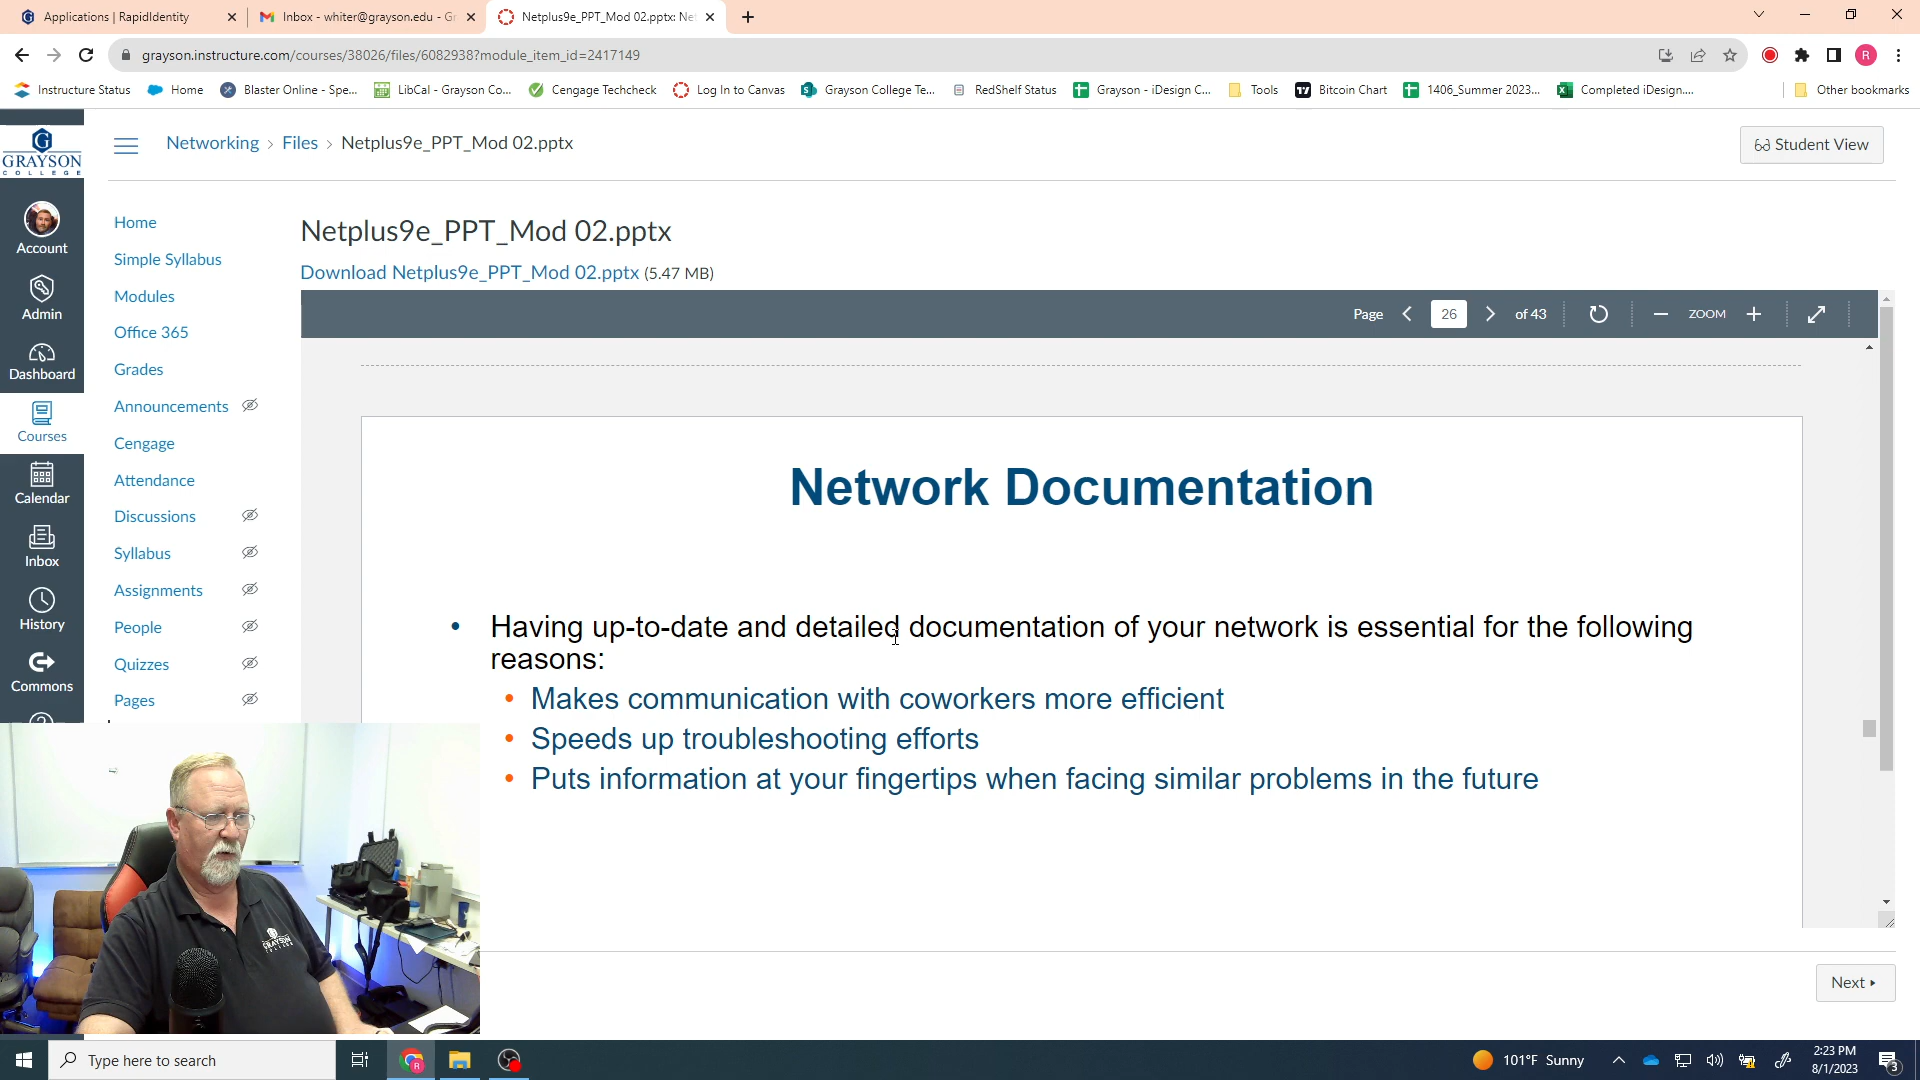 Applications | RapidIdentity
Inbox - whiter@grayson.edu - Gr
Netplus9e_PPT_Mod 02.pptx: Net
grayson.instructure.com/courses/38026/files/6082938?module_item_id=2417149
R
Instructure Status
Home
Blaster Online - Spe...
LibCal - Grayson Co...
Cengage Techcheck
Log In to Canvas
Grayson College Te...
RedShelf Status
Grayson - iDesign C...
Tools
Bitcoin Chart
1406_Summer 2023...
Completed iDesign....
Other bookmarks
G
GRAYSON
COLLEGE
Networking > Files > Netplus9e_PPT_Mod 02.pptx
Student View
Account
Admin
Dashboard
Courses
Calendar
Inbox
History
Commons
Home
Simple Syllabus
Modules
Office 365
Grades
Announcements
Cengage
Attendance
Discussions
Syllabus
Assignments
People
Quizzes
Pages
Netplus9e_PPT_Mod 02.pptx
Download Netplus9e_PPT_Mod 02.pptx (5.47 MB)
Page 26 of 43
ZOOM
Network Documentation
• Having up-to-date and detailed documentation of your network is essential for the following
reasons:
• Makes communication with coworkers more efficient
• Speeds up troubleshooting efforts
• Puts information at your fingertips when facing similar problems in the future
GRAYSON
COLLEGE
Next
Type here to search
101°F Sunny
2:23 PM
8/1/2023
3